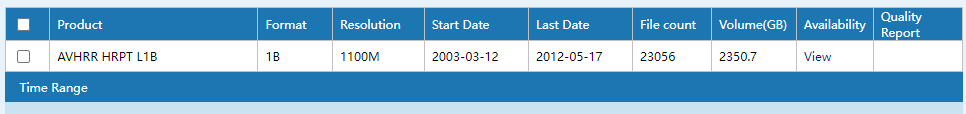 Product Format Resolution Start Date Last Date File count Volume(GB) Availability Quality Report
AVHRR HRPT L1B 1B 1100M 2003-03-12 2012-05-17 23056 2350.7 View
Time Range